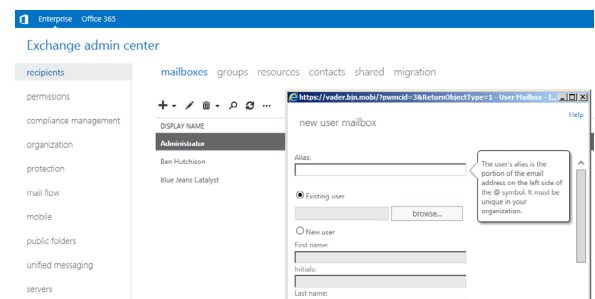 Enterprise Office 365
Exchange admin center
recipients
permissions
compliance management
organization
protection
mail flow
mobile
public folders
unified messaging
servers
mailboxes groups resources contacts shared migration
DISPLAY NAME
Administrator
Ben Hutchison
Blue Jeans Catalyst
https://vader.bjn.mobi/?pwmcid=3&ReturnObjectType=1 - User Mailbox - I...
Help
new user mailbox
Alias:
The user's alias is the
portion of the email
address on the left side of
the @ symbol. It must be
unique in your
organization.
Existing user
browse...
New user
First name:
Initials:
Last name: